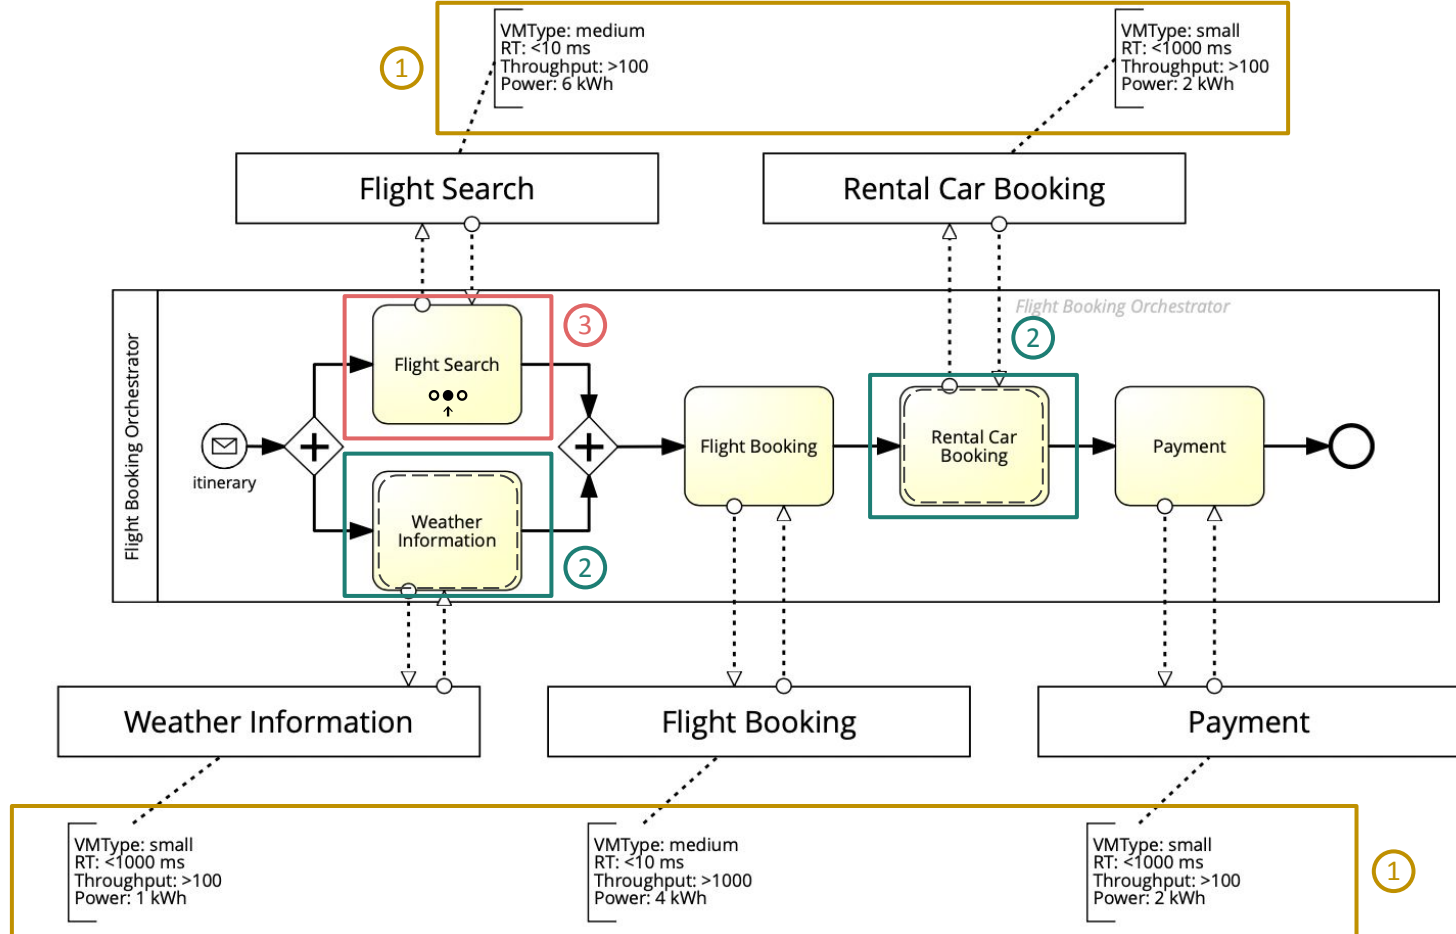 VMType: medium
RT: <10 ms
Throughput: >100
Power: 6 kWh
VMType: small
RT: <1000 ms
Throughput: >100
Power: 2 kWh
1
Flight Search
Rental Car Booking
Flight Booking Orchestrator
Flight Booking Orchestrator
3
2
Flight Search
itinerary
Weather
Information
2
Flight Booking
Rental Car
Booking
Payment
Weather Information
Flight Booking
Payment
VMType: small
RT: <1000 ms
Throughput: >100
Power: 1 kWh
VMType: medium
RT: <10 ms
Throughput: >1000
Power: 4 kWh
VMType: small
RT: <1000 ms
Throughput: >100
Power: 2 kWh
1